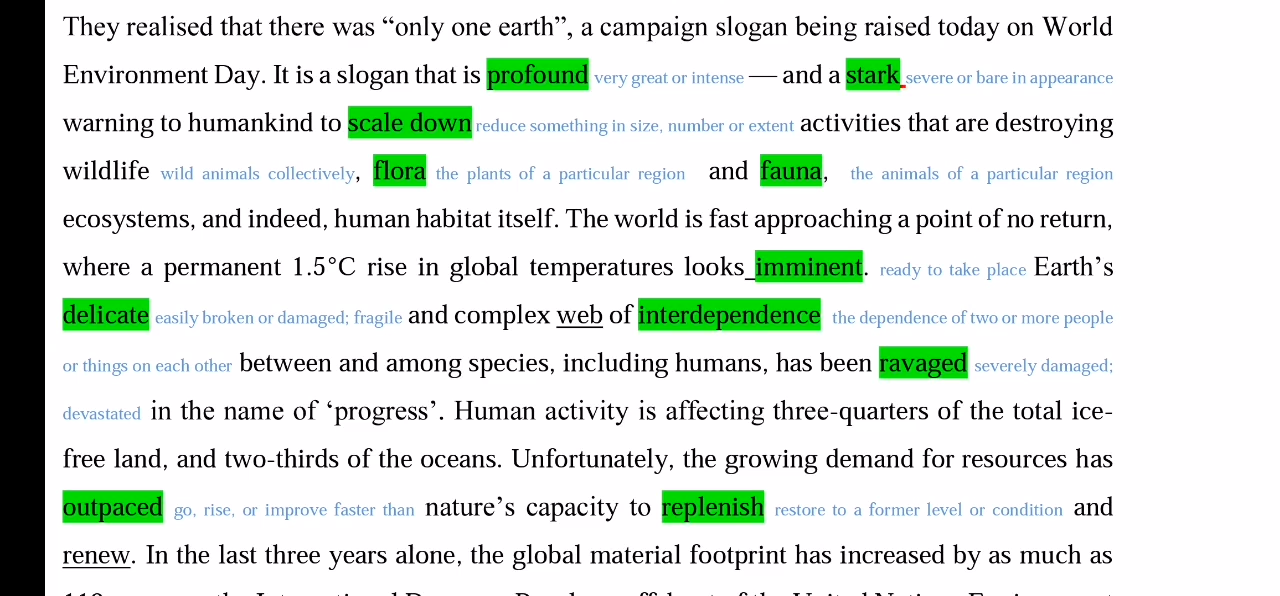 They realised that there was “only one earth”, a campaign slogan being raised today on World
Environment Day. It is a slogan that is profound very great or intense — and a stark severe or bare in appearance
warning to humankind to scale down reduce something in size, number or extent activities that are destroying
wildlife wild animals collectively, flora the plants of a particular region and fauna, the animals of a particular region
ecosystems, and indeed, human habitat itself. The world is fast approaching a point of no return,
where a permanent 1.5°C rise in global temperatures looks imminent. ready to take place Earth’s
delicate easily broken or damaged; fragile and complex web of interdependence the dependence of two or more people
or things on each other between and among species, including humans, has been ravaged severely damaged;
devastated in the name of ‘progress’. Human activity is affecting three-quarters of the total ice-
free land, and two-thirds of the oceans. Unfortunately, the growing demand for resources has
outpaced go, rise, or improve faster than nature’s capacity to replenish restore to a former level or condition and
renew. In the last three years alone, the global material footprint has increased by as much as